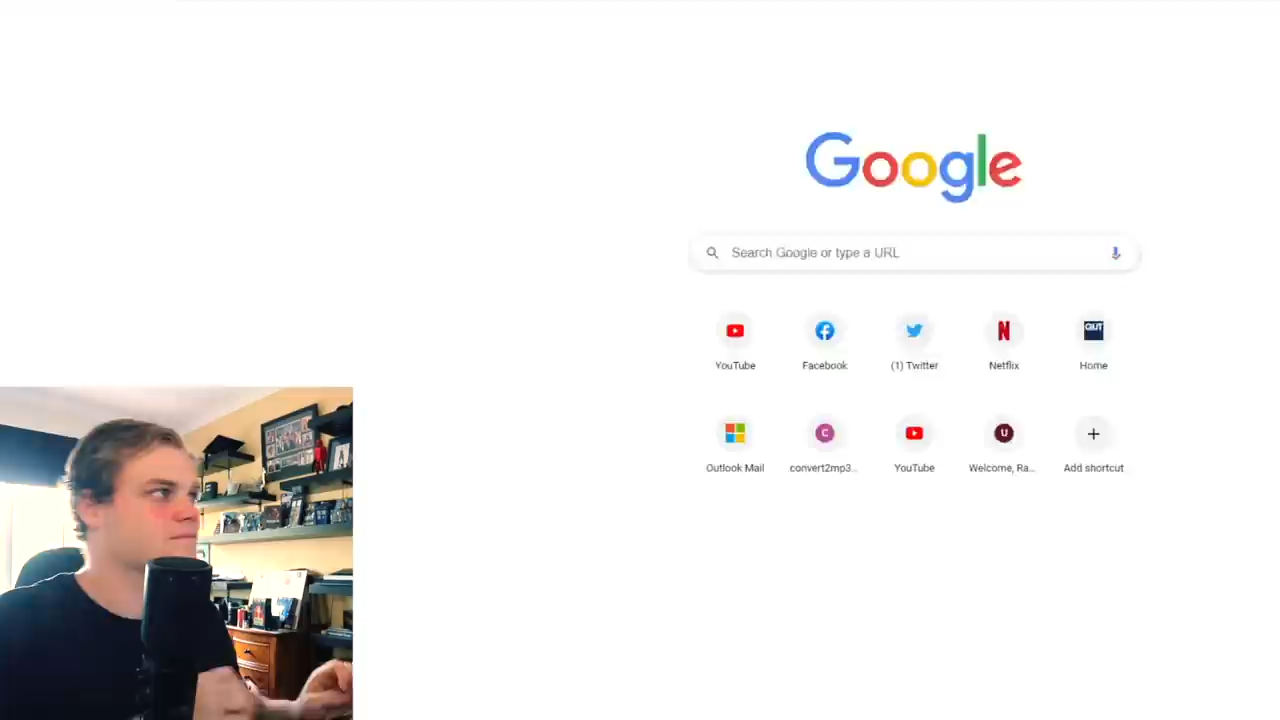 Google
Search Google or type a URL
YouTube
Facebook
(1) Twitter
Netflix
QUT
Home
C
U
Outlook Mail
convert2mp3...
YouTube
Welcome, Ra...
Add shortcut